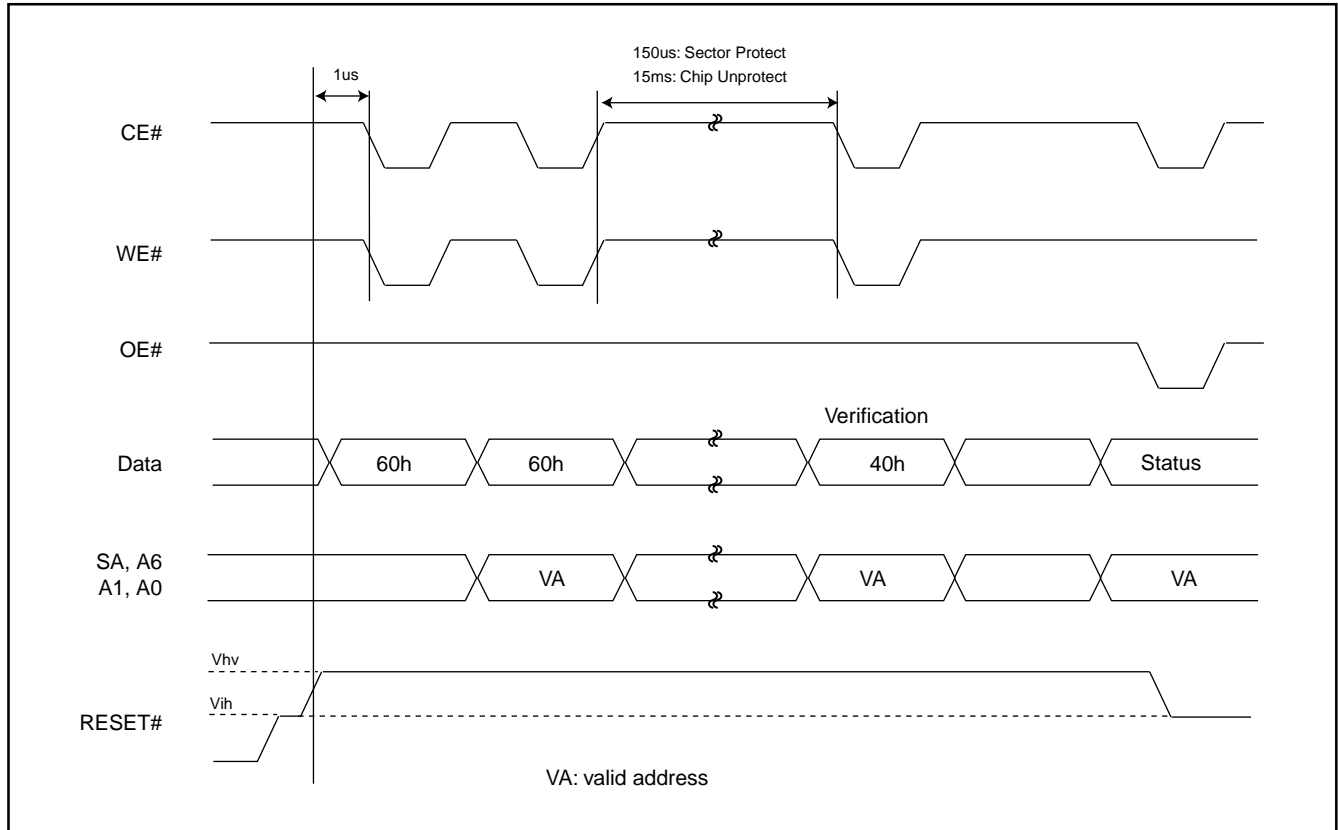 150us: Sector Protect
1us
15ms: Chip Unprotect
CE#
WE#
OE#
Verification
Data
60h
60h
40h
Status
SA, A6
A1, A0
VA
VA
VA
Vhv
Vih
RESET#
VA: valid address